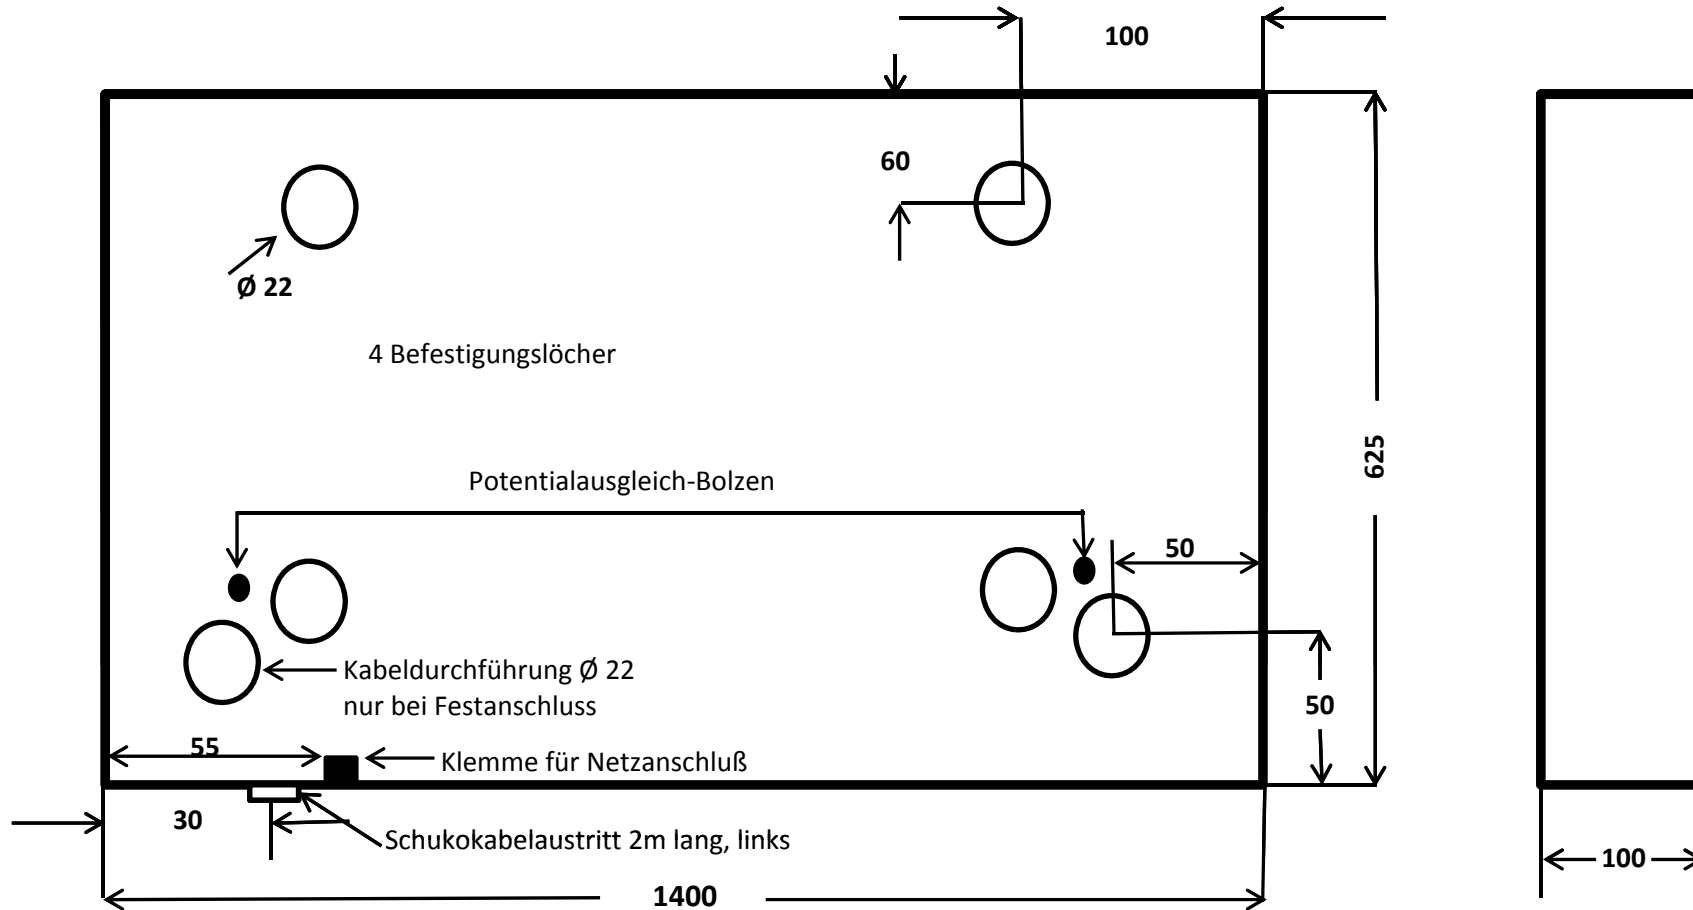 100
60
Ø 22
4 Befestigungslöcher
625
Potentialausgleich-Bolzen
50
Kabeldurchführung Ø 22
nur bei Festanschluss
50
55
Klemme für Netzanschluß
30
Schukokabelaustritt 2m lang, links
100
1400